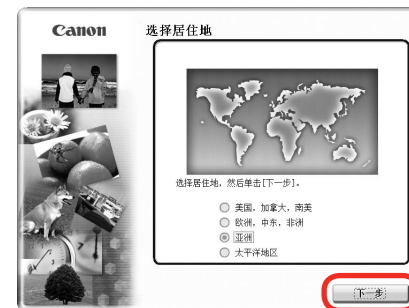 Canon
选择居住地
选择居住地，然后单击[下一步]。
美国，加拿大，南美
欧洲，中东，非洲
亚洲
太平洋地区
下一步